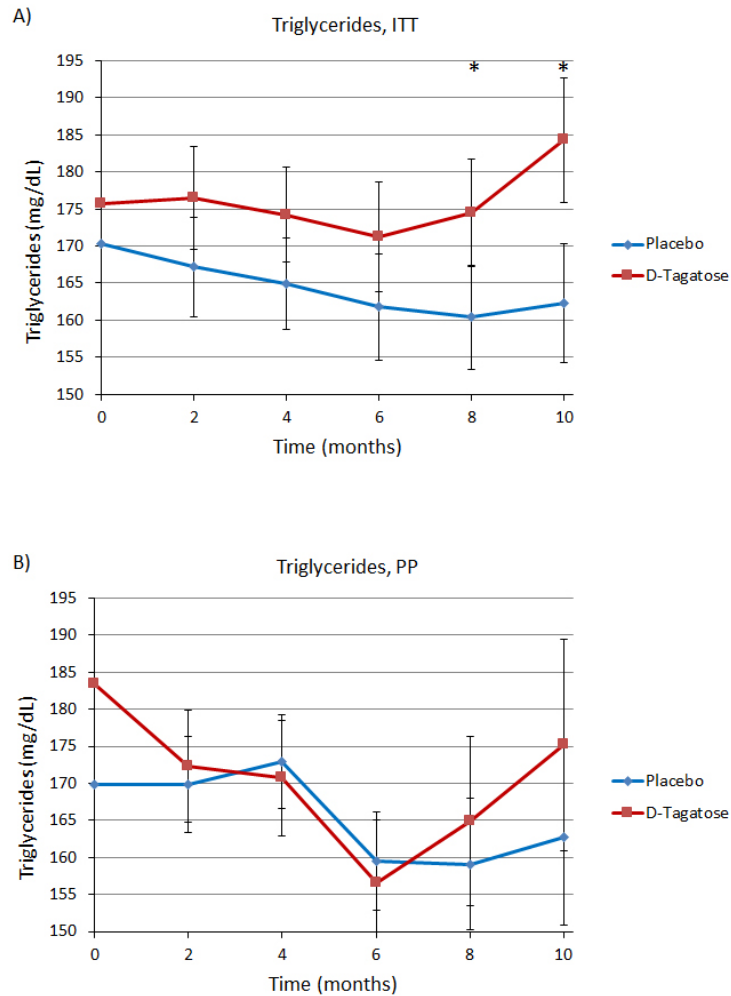 A)
Triglycerides, ITT
195
190
185
180
175
170
165
160
155
150
* *
Triglycerides (mg/dL)
0 2 4 6 8 10
Time (months)
Placebo
D-Tagatose
B)
Triglycerides, PP
195
190
185
180
175
170
165
160
155
150
Triglycerides (mg/dL)
0 2 4 6 8 10
Time (months)
Placebo
D-Tagatose